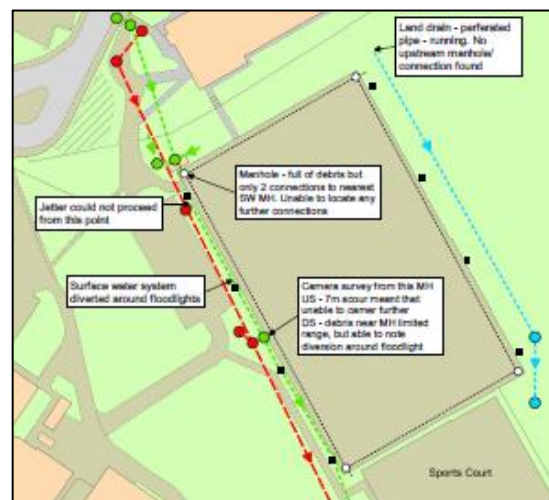 Land drain - perforated
pipe - running. No
upstream manhole/
connection found
Manhole - full of debris but
only 2 connections to nearest
SW MH. Unable to locate any
further connections
Jetter could not proceed
from this point
Surface water system
diverted around floodlights
Camera survey from this MH
US - 7m scour meant that
unable to camer further
DS - debris near MH limited
range, but able to note
diversion around floodlight
Sports Court